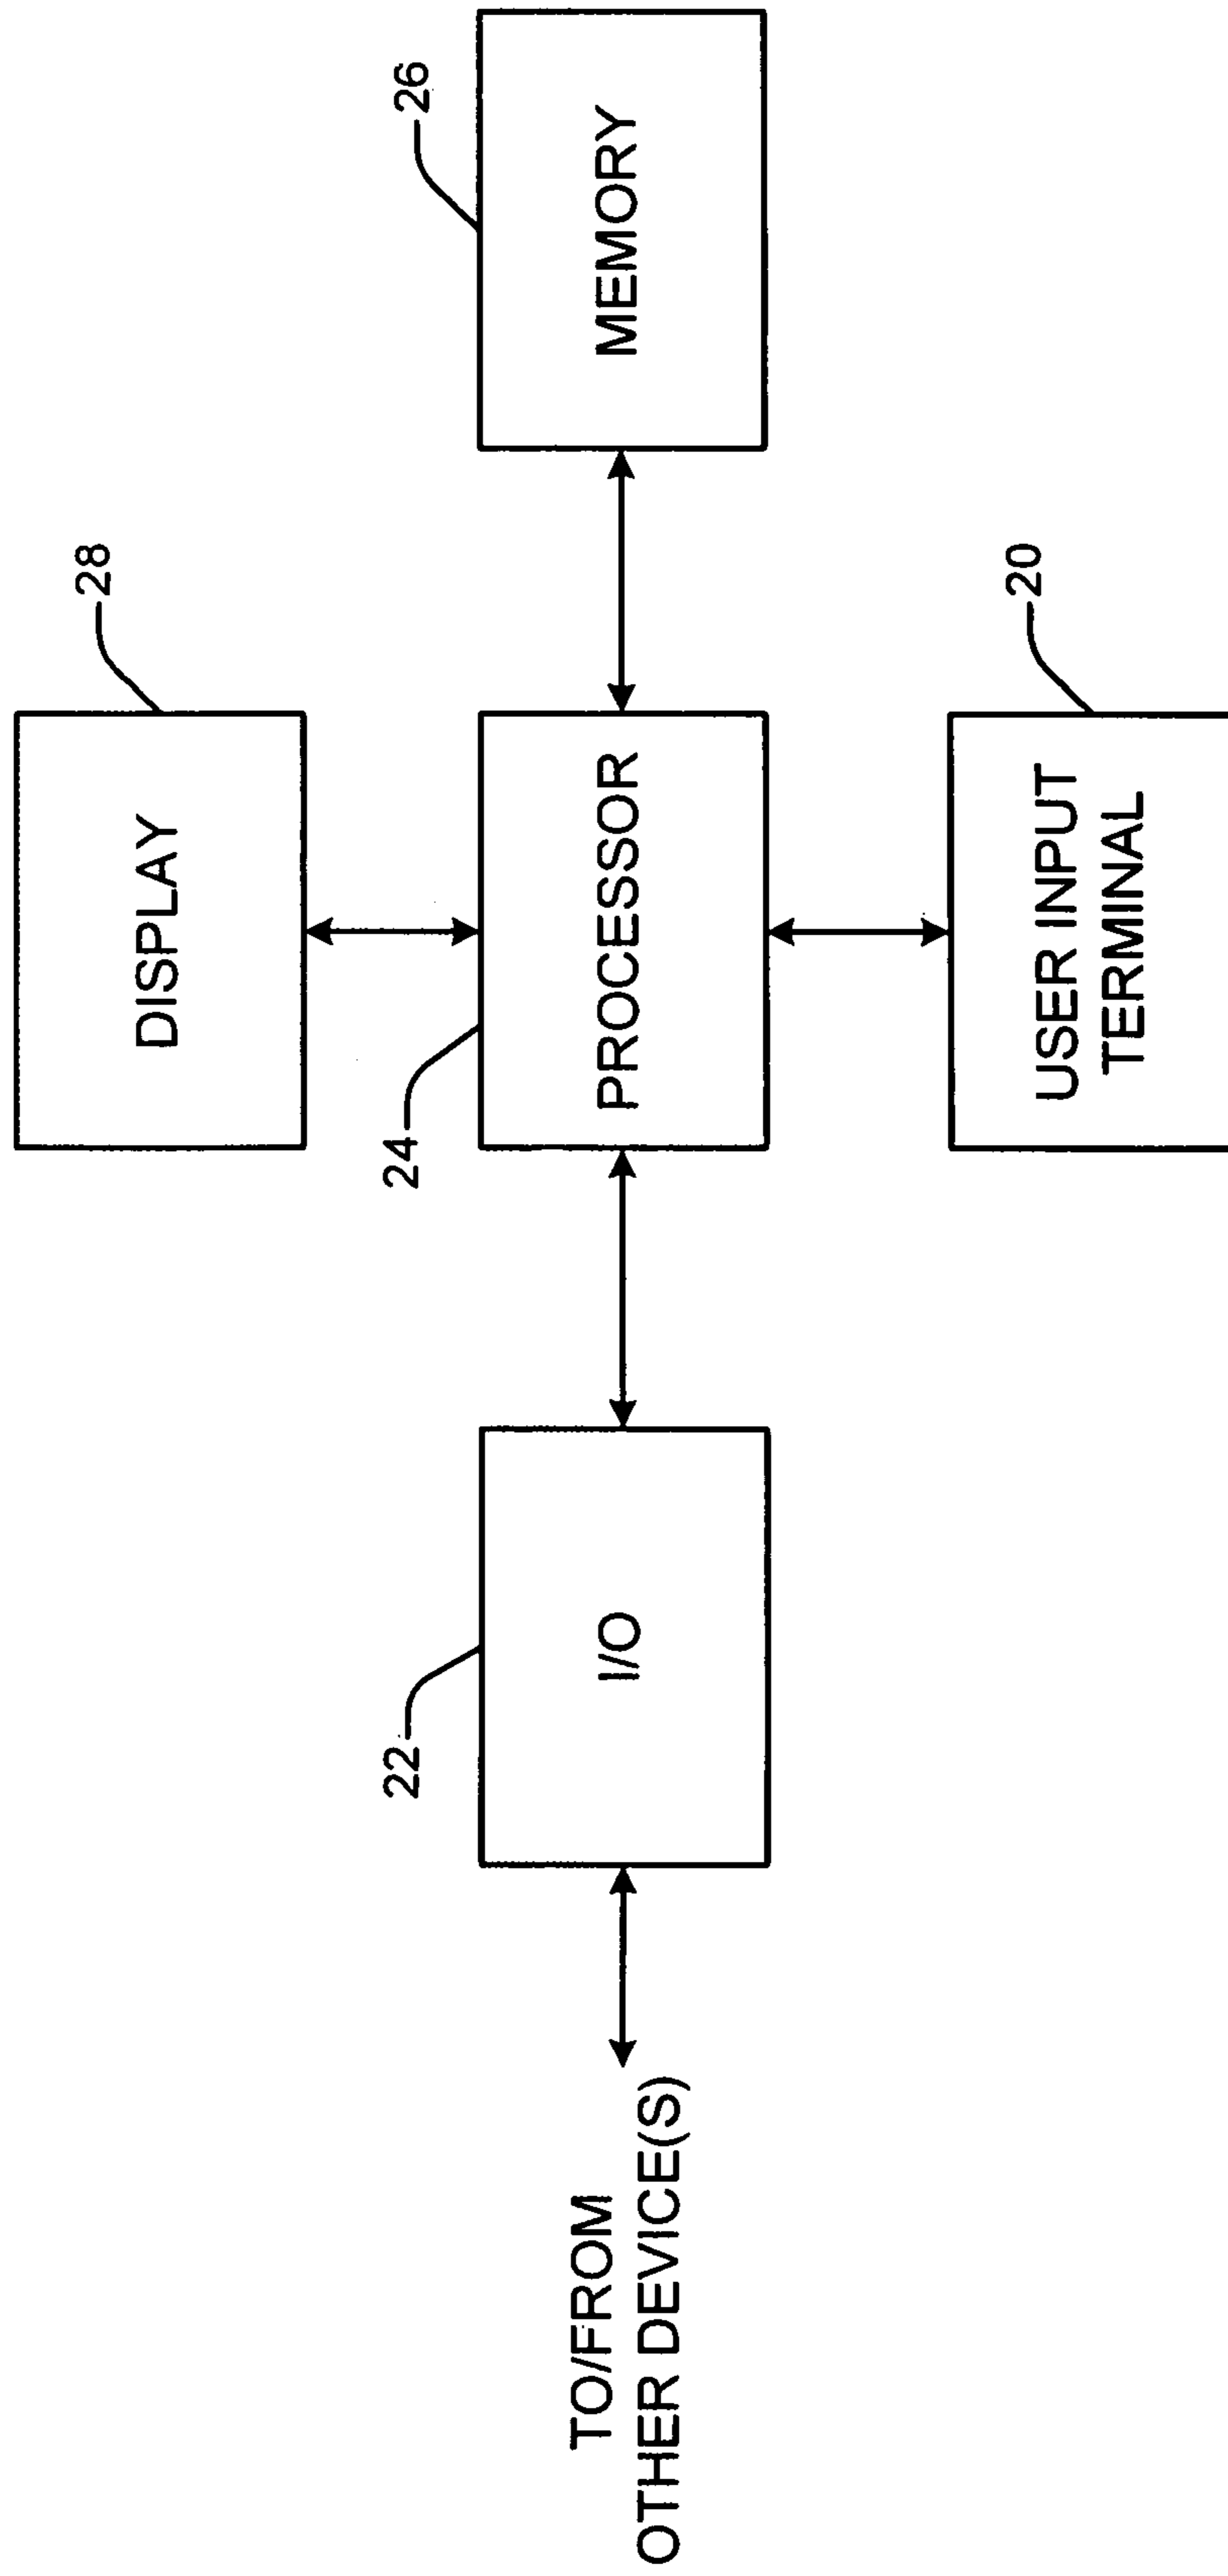 28
DISPLAY
22
24
26
TO/FROM
OTHER DEVICE(S)
I/O
PROCESSOR
MEMORY
20
USER INPUT
TERMINAL